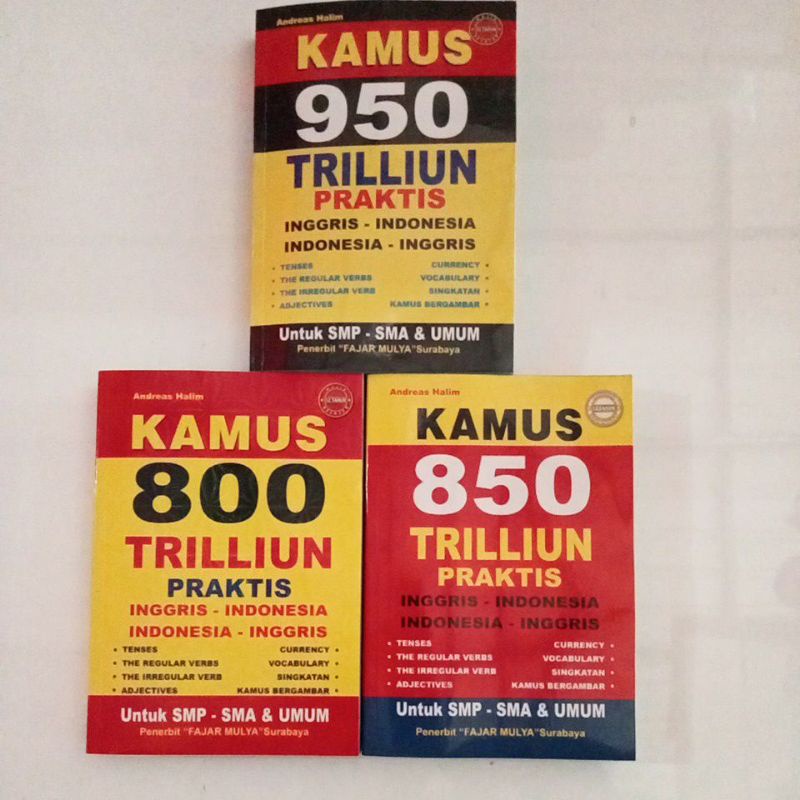 Andreas Halim
KAMUS
950
TRILLIUN
PRAKTIS
INGGRIS - INDONESIA
INDONESIA - INGGRIS
• TENSES CURRENCY •
• THE REGULAR VERBS VOCABULARY •
• THE IRREGULAR VERB SINGKATAN •
• ADJECTIVES KAMUS BERGAMBAR •
Untuk SMP - SMA & UMUM
Penerbit "FAJAR MULYA" Surabaya
Andreas Halim
KAMUS
800
TRILLIUN
PRAKTIS
INGGRIS - INDONESIA
INDONESIA - INGGRIS
• TENSES CURRENCY •
• THE REGULAR VERBS VOCABULARY •
• THE IRREGULAR VERB SINGKATAN •
• ADJECTIVES KAMUS BERGAMBAR •
Untuk SMP - SMA & UMUM
Penerbit "FAJAR MULYA" Surabaya
Andreas Halim
KAMUS
850
TRILLIUN
PRAKTIS
INGGRIS - INDONESIA
INDONESIA - INGGRIS
• TENSES CURRENCY •
• THE REGULAR VERBS VOCABULARY •
• THE IRREGULAR VERB SINGKATAN •
• ADJECTIVES KAMUS BERGAMBAR •
Untuk SMP - SMA & UMUM
Penerbit "FAJAR MULYA" Surabaya